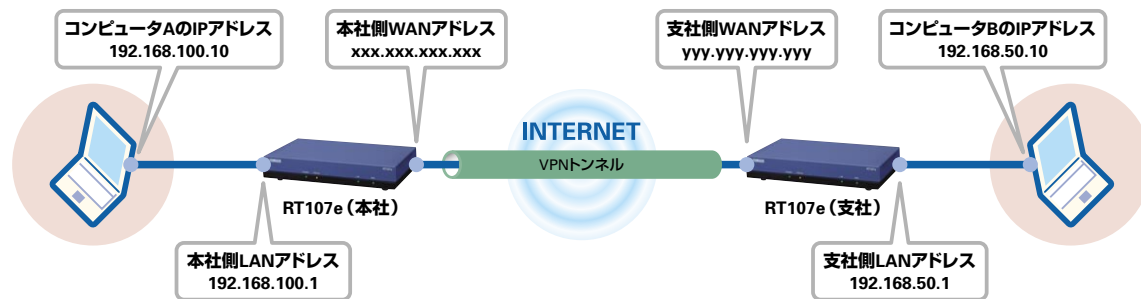 コンピュータAのIPアドレス
192.168.100.10
本社側WANアドレス
xxx.xxx.xxx.xxx
支社側WANアドレス
yyy.yyy.yyy.yyy
コンピュータBのIPアドレス
192.168.50.10
INTERNET
VPNトンネル
RT107e（本社）
RT107e（支社）
本社側LANアドレス
192.168.100.1
支社側LANアドレス
192.168.50.1